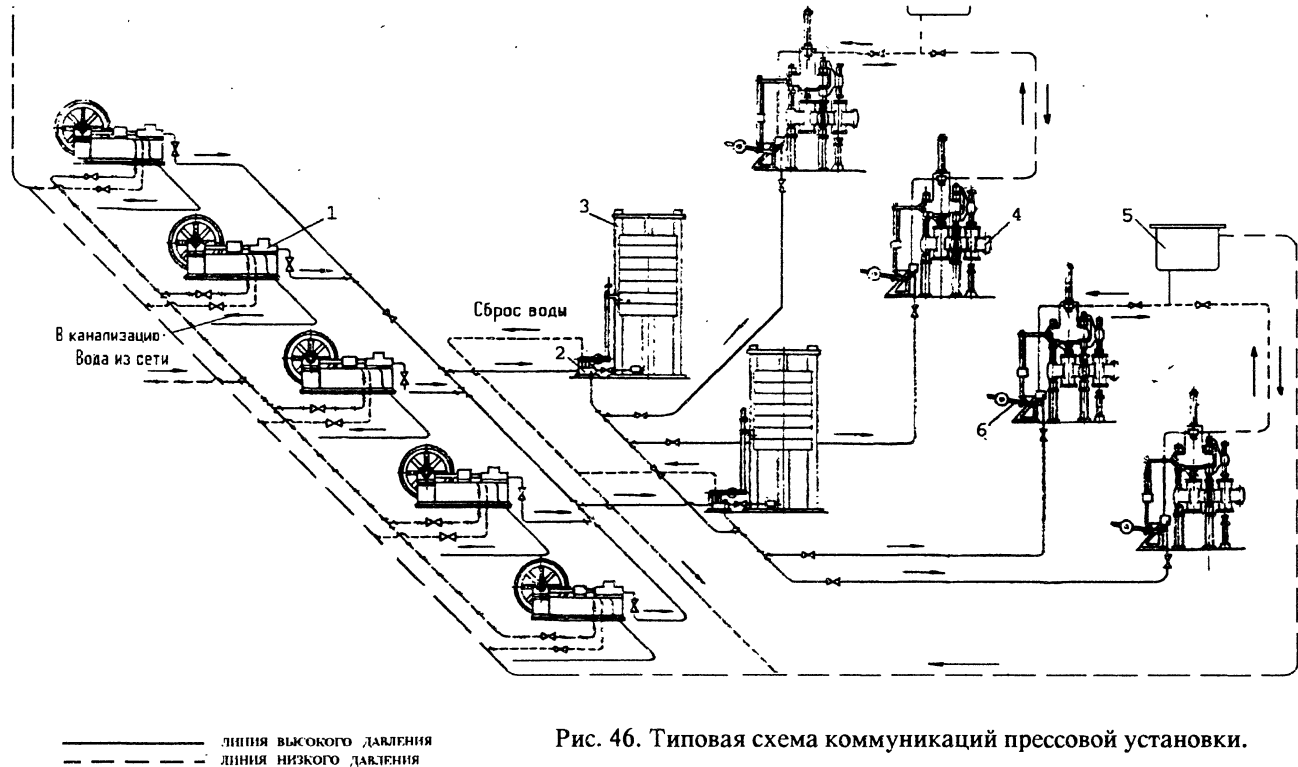 1
3
4
5
Сброс воды
В канализацию
Вода из сети
2
6
ЛИНИЯ ВЫСОКОГО ДАВЛЕНИЯ
ЛИНИЯ НИЗКОГО ДАВЛЕНИЯ
Рис. 46. Типовая схема коммуникаций прессовой установки.